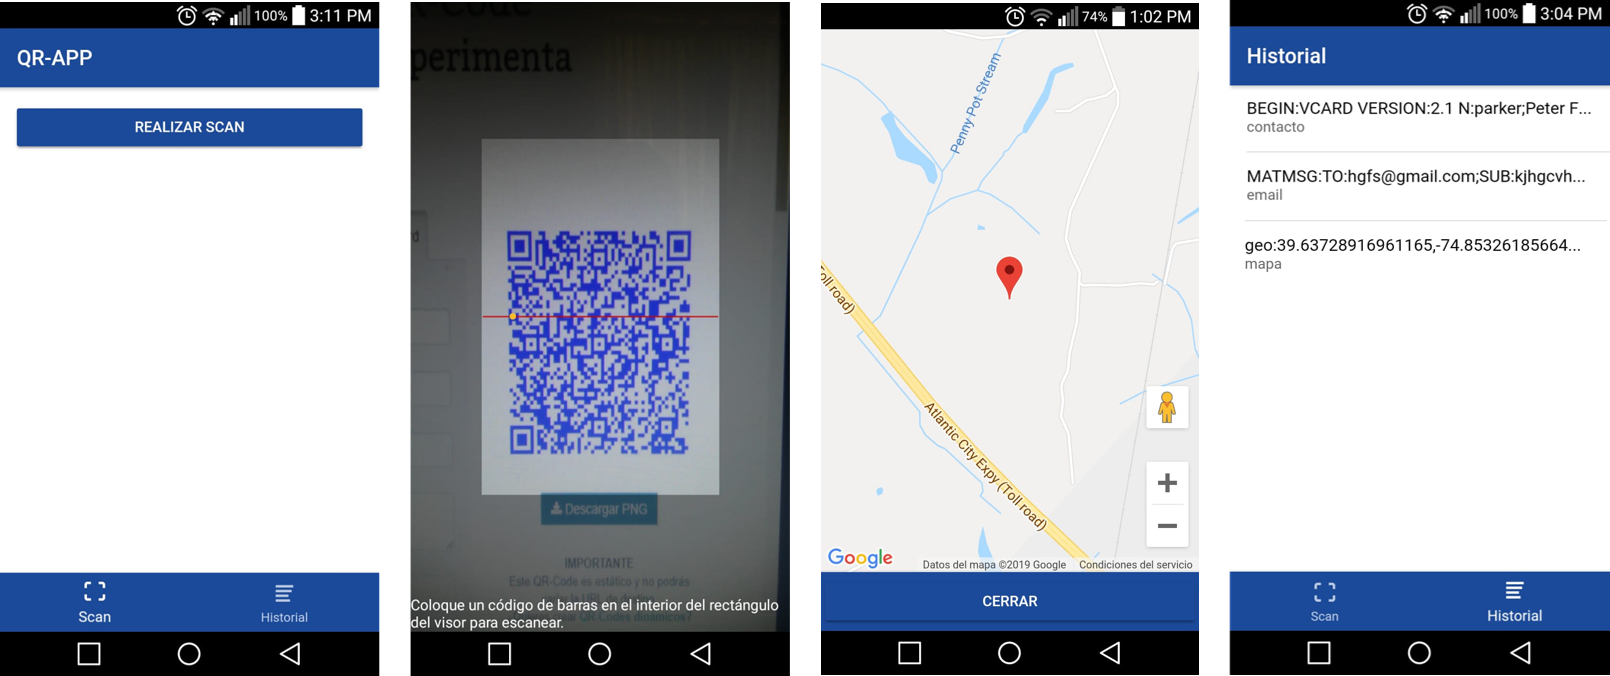 100% 3:11 PM
QR-APP
REALIZAR SCAN
Scan
Historial
R-Code
perimenta
Descargar PNG
IMPORTANTE
Este QR-Code es estático y no podrás
QR-Codes dinámicos?
Coloque un código de barras en el interior del rectángulo
del visor para escanear.
74% 1:02 PM
Penny Pot Stream
Toll road)
Atlantic City Expy (Toll road)
Google
Datos del mapa ©2019 Google
Condiciones del servicio
CERRAR
100% 3:04 PM
Historial
BEGIN:VCARD VERSION:2.1 N:parker;Peter F...
contacto
MATMSG:TO:hgfs@gmail.com;SUB:kjhgcvh...
email
geo:39.63728916961165,-74.85326185664...
mapa
Scan
Historial